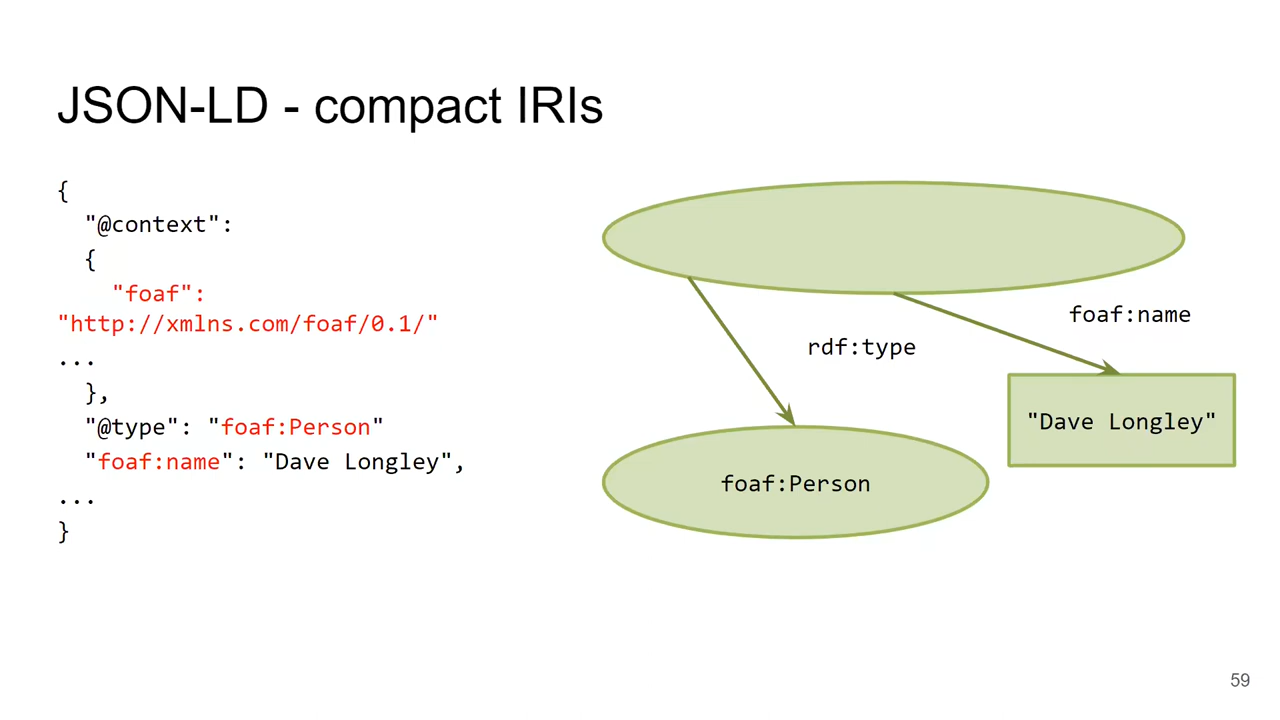 JSON-LD - compact IRIs
{
"@context":
{
"foaf":
"http://xmlns.com/foaf/0.1/"
...
},
"@type": "foaf:Person"
"foaf:name": "Dave Longley",
...
}
foaf:name
rdf:type
"Dave Longley"
foaf:Person
59